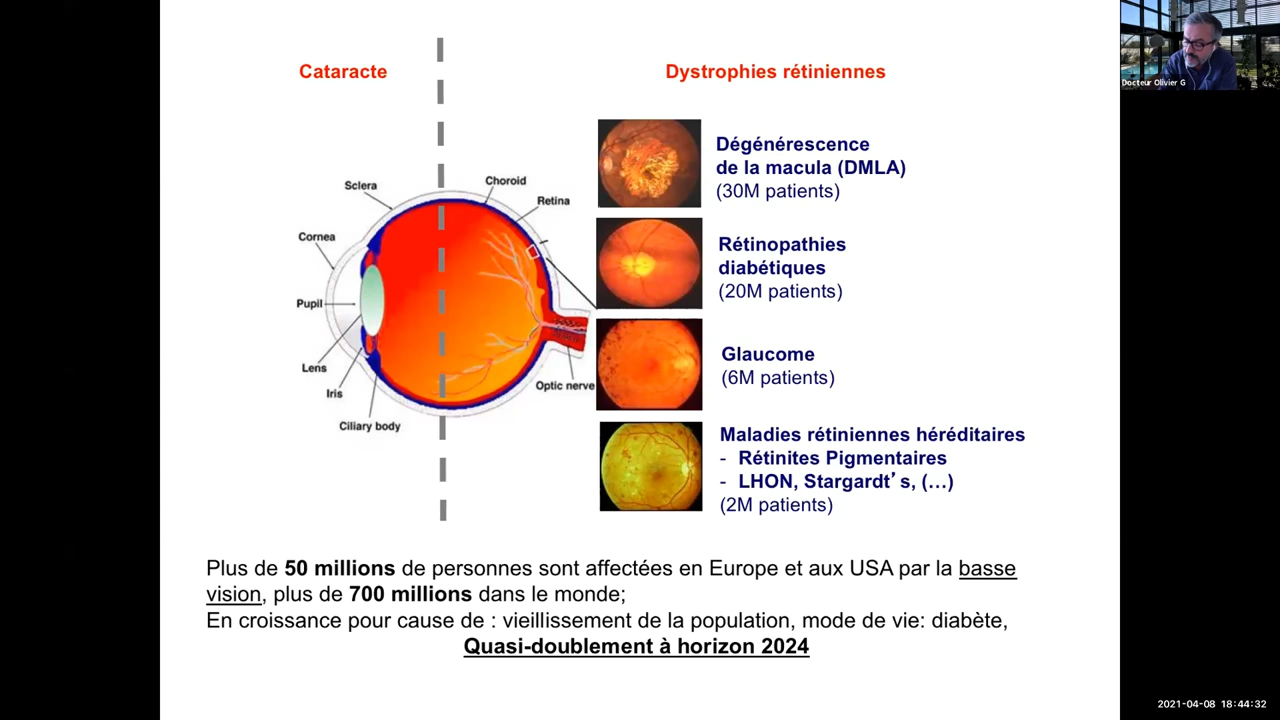 Cataracte
Dystrophies rétiniennes
Docteur Olivier G
Sclera
Choroid
Retina
Cornea
Pupil
Lens
Iris
Optic nerve
Ciliary body
Dégénérescence
de la macula (DMLA)
(30M patients)
Rétinopathies
diabétiques
(20M patients)
Glaucome
(6M patients)
Maladies rétiniennes héréditaires
- Rétinites Pigmentaires
- LHON, Stargardt’s, (…)
(2M patients)
Plus de 50 millions de personnes sont affectées en Europe et aux USA par la basse
vision, plus de 700 millions dans le monde;
En croissance pour cause de : vieillissement de la population, mode de vie: diabète,
Quasi-doublement à horizon 2024
2021-04-08 18:44:32